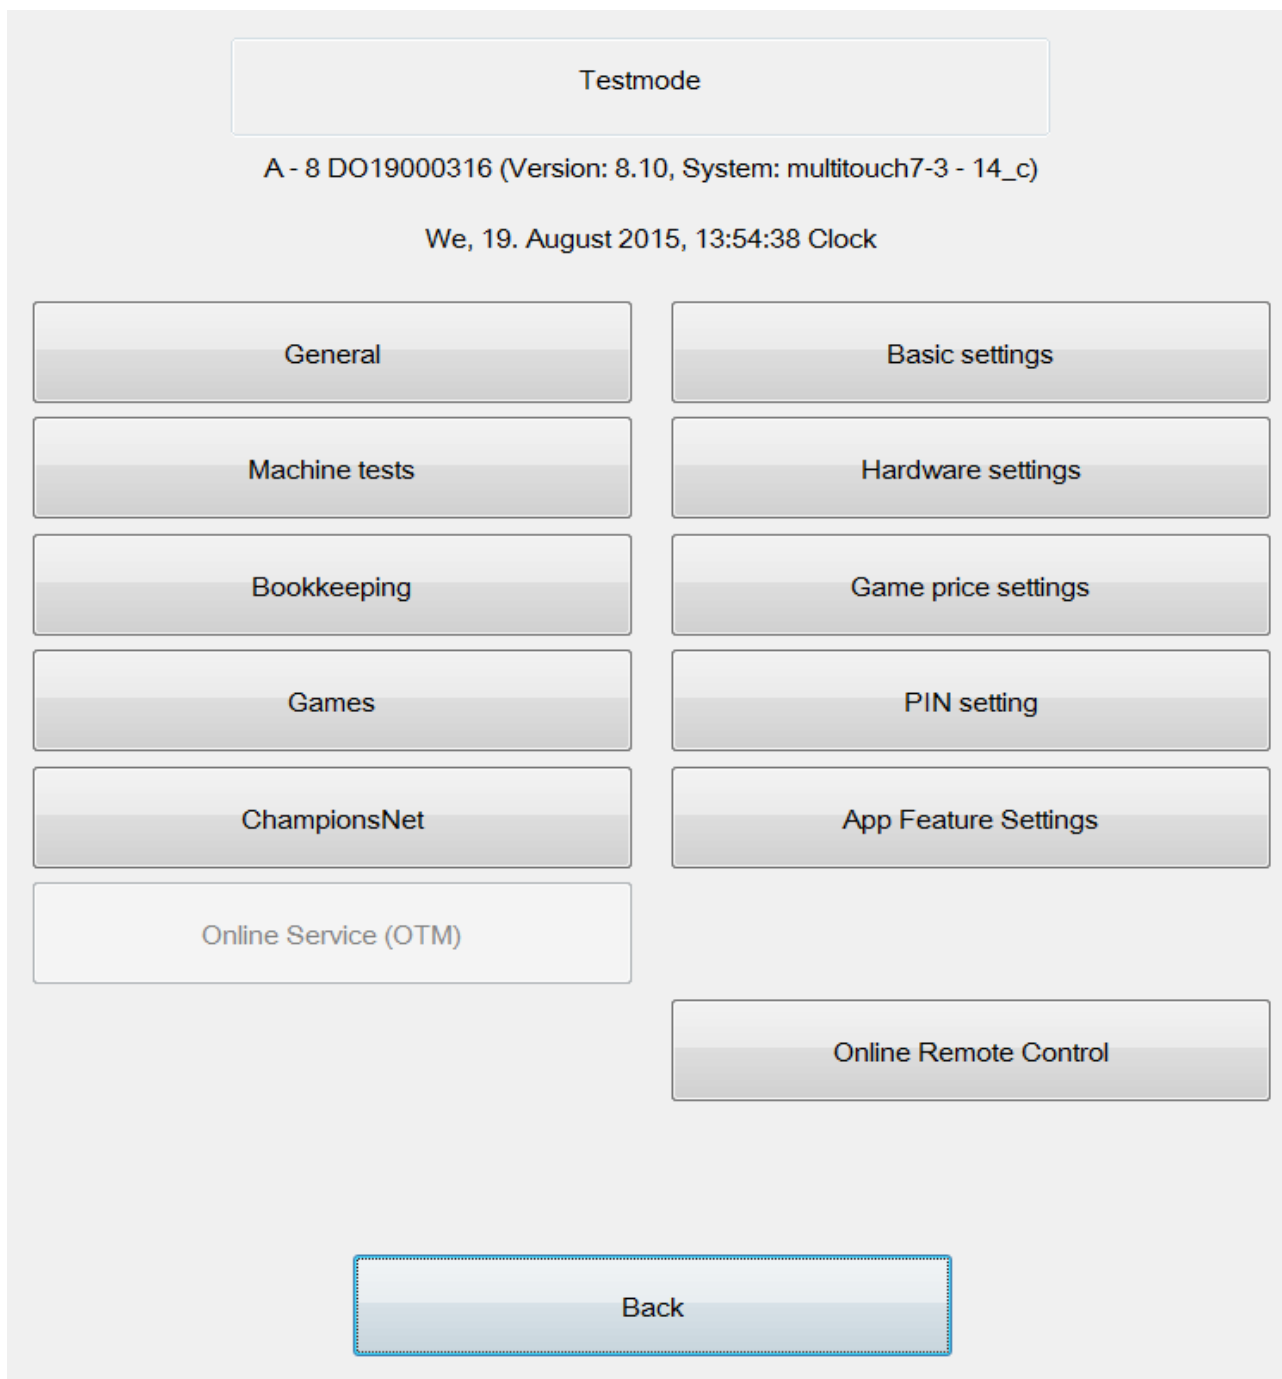 Testmode
A - 8 DO19000316 (Version: 8.10, System: multitouch7-3 - 14_c)
We, 19. August 2015, 13:54:38 Clock
General
Basic settings
Machine tests
Hardware settings
Bookkeeping
Game price settings
Games
PIN setting
ChampionsNet
App Feature Settings
Online Service (OTM)
Online Remote Control
Back